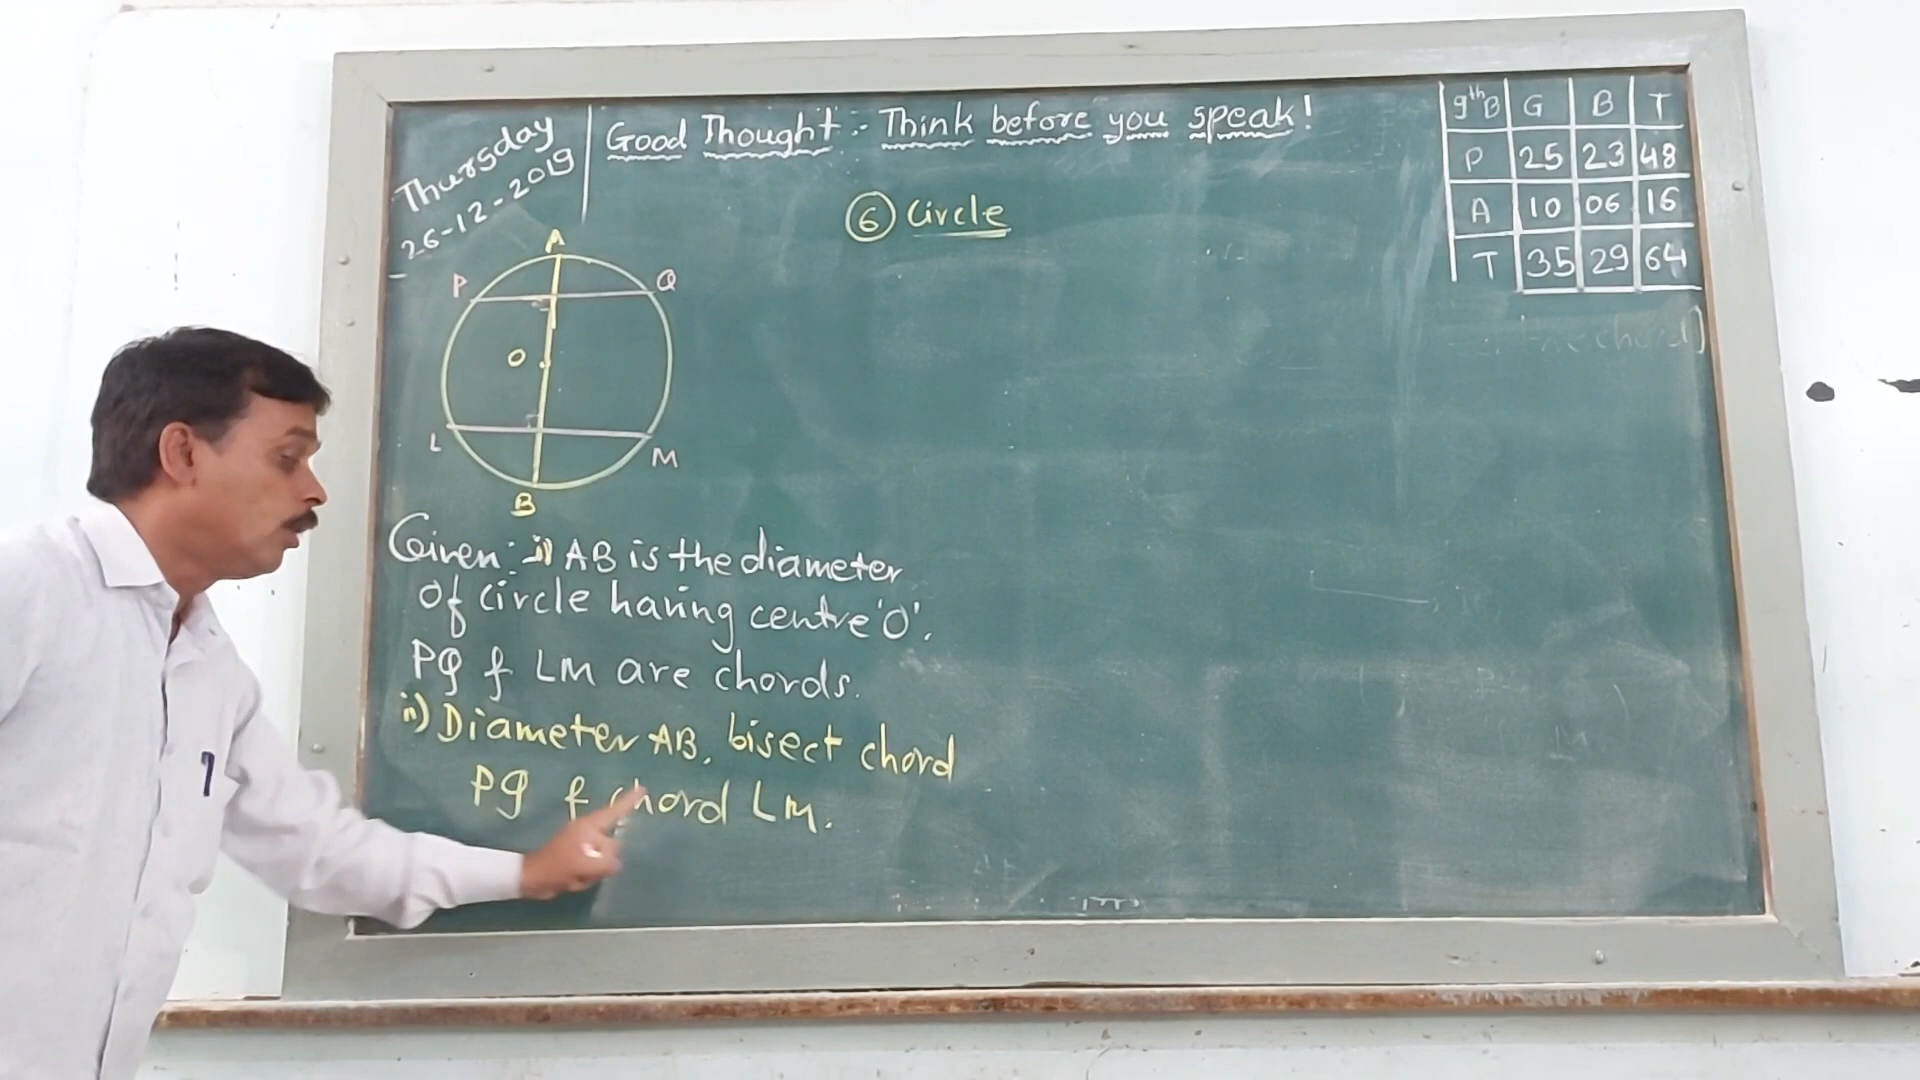 Thursday
26-12-2019
Good Thought :- Think before you speak!
9th B G B T
P 25 23 48
A 10 06 16
T 35 29 64
⑥ Circle
A
P Q
O
L M
B
Given :- i) AB is the diameter
of circle having centre 'O'.
PQ & LM are chords.
ii) Diameter AB, bisect chord
PQ & chord LM.
chord]